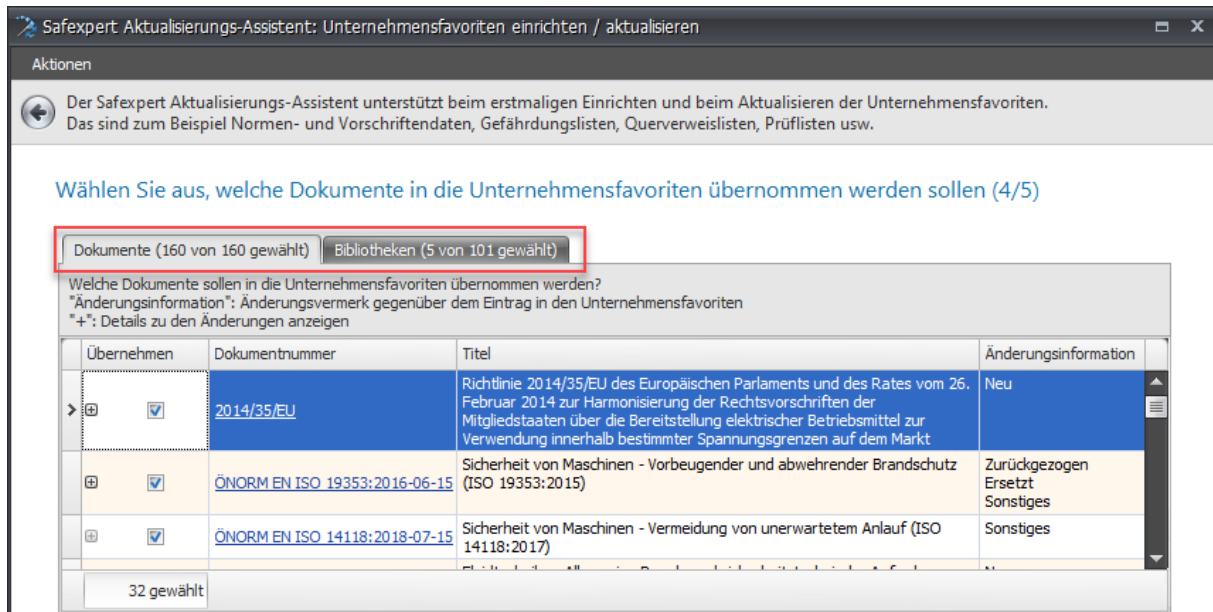 Safexpert Aktualisierungs-Assistent: Unternehmensfavoriten einrichten / aktualisieren
Aktionen
Der Safexpert Aktualisierungs-Assistent unterstützt beim erstmaligen Einrichten und beim Aktualisieren der Unternehmensfavoriten.
Das sind zum Beispiel Normen- und Vorschriftendaten, Gefährdungslisten, Querverweislisten, Prüflisten usw.
Wählen Sie aus, welche Dokumente in die Unternehmensfavoriten übernommen werden sollen (4/5)
Dokumente (160 von 160 gewählt) Bibliotheken (5 von 101 gewählt)
Welche Dokumente sollen in die Unternehmensfavoriten übernommen werden?
"Änderungsinformation": Änderungsvermerk gegenüber dem Eintrag in den Unternehmensfavoriten
"+": Details zu den Änderungen anzeigen
Übernehmen Dokumentnummer Titel Änderungsinformation
2014/35/EU
Richtlinie 2014/35/EU des Europäischen Parlaments und des Rates vom 26.
Februar 2014 zur Harmonisierung der Rechtsvorschriften der
Mitgliedstaaten über die Bereitstellung elektrischer Betriebsmittel zur
Verwendung innerhalb bestimmter Spannungsgrenzen auf dem Markt
Neu
ÖNORM EN ISO 19353:2016-06-15
Sicherheit von Maschinen - Vorbeugender und abwehrender Brandschutz
(ISO 19353:2015)
Zurückgezogen
Ersetzt
Sonstiges
ÖNORM EN ISO 14118:2018-07-15
Sicherheit von Maschinen - Vermeidung von unerwartetem Anlauf (ISO
14118:2017)
Sonstiges
32 gewählt